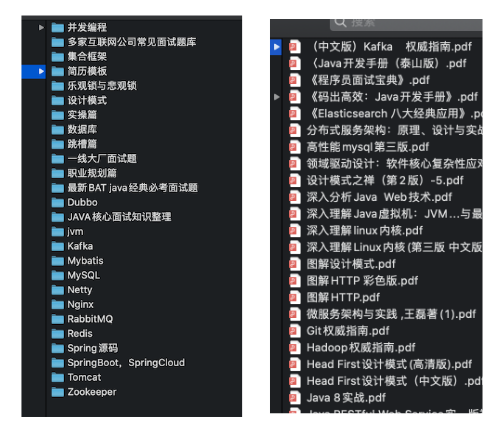 并发编程
多家互联网公司常见面试题库
集合框架
简历模板
乐观锁与悲观锁
设计模式
实操篇
数据库
跳槽篇
一线大厂面试题
职业规划篇
最新BAT java经典必考面试题
Dubbo
JAVA核心面试知识整理
jvm
Kafka
Mybatis
MySQL
Netty
Nginx
RabbitMQ
Redis
Spring源码
SpringBoot，SpringCloud
Tomcat
Zookeeper
搜索
（中文版）Kafka 权威指南.pdf
《Java开发手册（泰山版）.pdf
《程序员面试宝典》.pdf
《码出高效：Java开发手册》.pdf
《Elasticsearch 八大经典应用》.pd
分布式服务架构：原理、设计与实
高性能mysql第三版.pdf
领域驱动设计：软件核心复杂性应
设计模式之禅（第2版）-5.pdf
深入分析Java Web技术.pdf
深入理解Java虚拟机：JVM...与最
深入理解linux内核.pdf
深入理解Linux内核(第三版 中文版
图解设计模式.pdf
图解HTTP 彩色版.pdf
图解HTTP.pdf
微服务架构与实践 ,王磊著(1).pdf
Git权威指南.pdf
Hadoop权威指南.pdf
Head First设计模式(高清版).pdf
Head First设计模式（中文版）.pd
Java 8实战.pdf
Java RESTful Web Service实